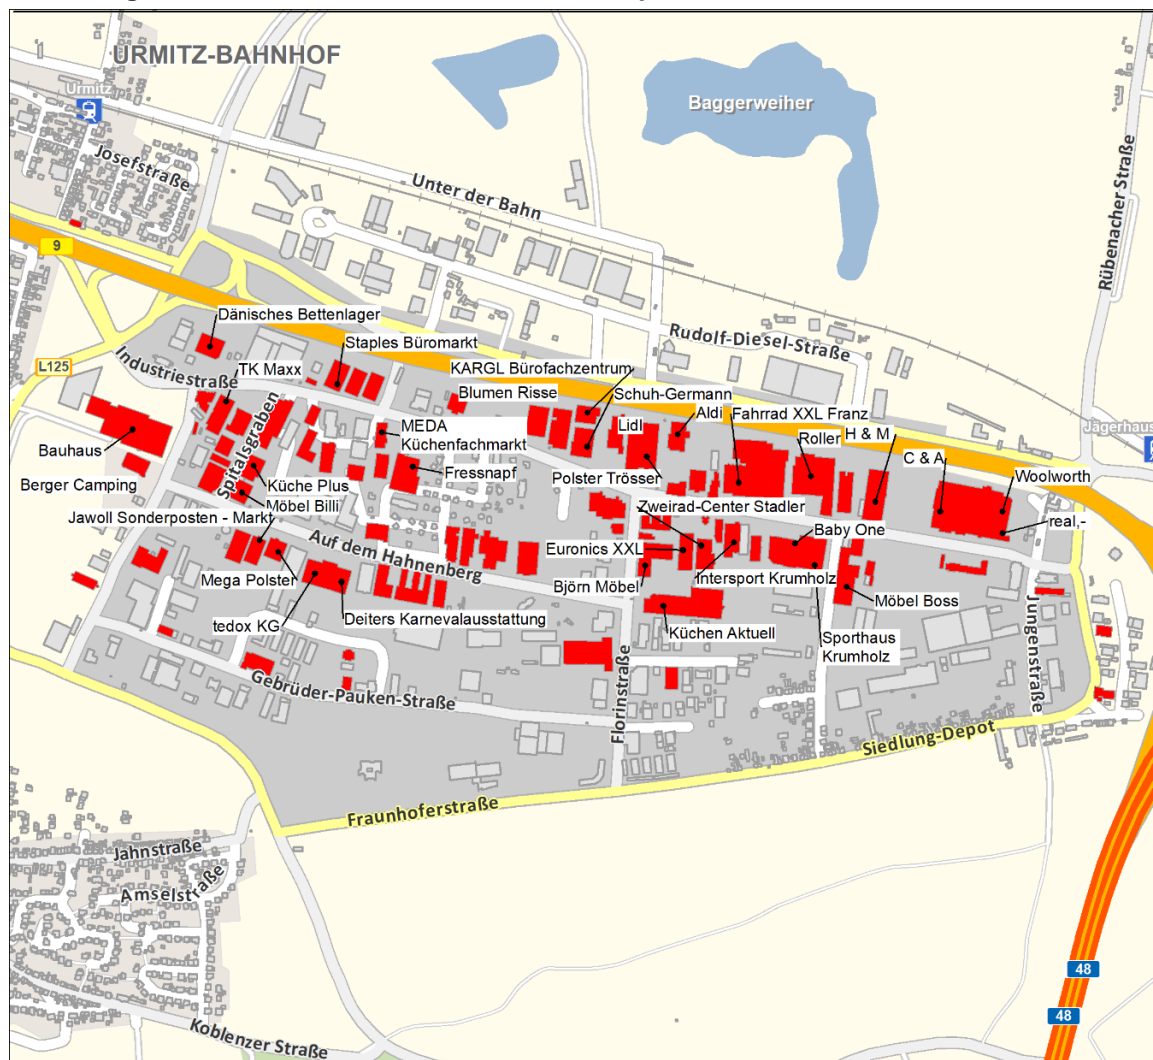 URMITZ-BAHNHOF
Urmitz
Baggerweiher
Josefstraße
Unter der Bahn
Rübenacher Straße
9
Dänisches Bettenlager
Rudolf-Diesel-Straße
Staples Büromarkt
L125
Industriestraße
TK Maxx
KARGL Bürofachzentrum
Blumen Risse
Schuh-Germann
Aldi
Fahrrad XXL Franz
Jägerhaus
MEDA
Küchenfachmarkt
Lidl
Roller
H & M
C & A
Bauhaus
Spitalsgraben
Fressnapf
Polster Trösser
Woolworth
Berger Camping
Küche Plus
Möbel Billi
Zweirad-Center Stadler
Jawoll Sonderposten - Markt
Auf dem Hahnenberg
Baby One
real,-
Euronics XXL
Mega Polster
Björn Möbel
Intersport Krumholz
tedox KG
Deiters Karnevalausstattung
Küchen Aktuell
Möbel Boss
Sporthaus
Krumholz
Jungenstraße
Gebrüder-Pauken-Straße
Florinstraße
Siedlung-Depot
Fraunhoferstraße
Jahnstraße
Amselstraße
48
48
Koblenzer Straße